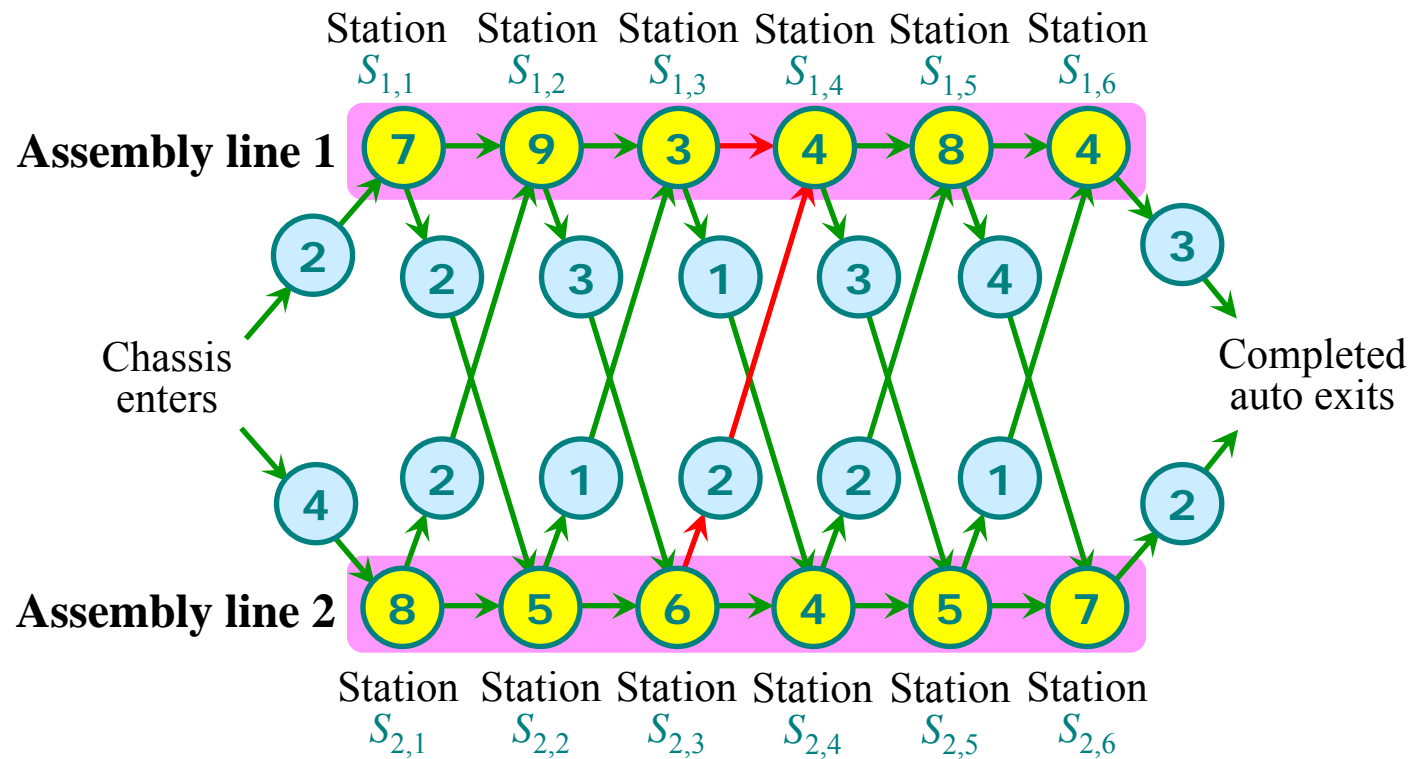 Station Station Station Station Station Station
S1,1 S1,2 S1,3 S1,4 S1,5 S1,6
Assembly line 1 7 9 3 4 8 4
2 2 3 1 3 4 3
Chassis
enters
Completed
auto exits
4 2 1 2 2 1 2
Assembly line 2 8 5 6 4 5 7
Station Station Station Station Station Station
S2,1 S2,2 S2,3 S2,4 S2,5 S2,6